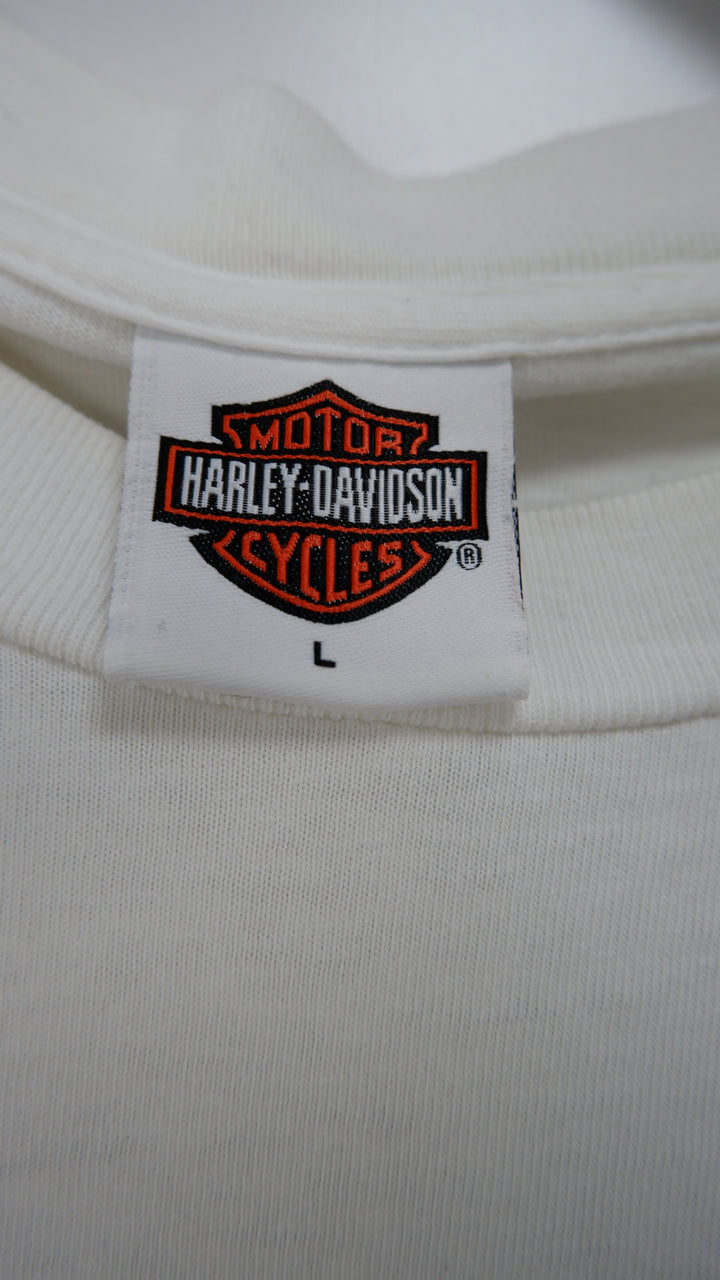 MOTOR
HARLEY-DAVIDSON
CYCLES
®
L